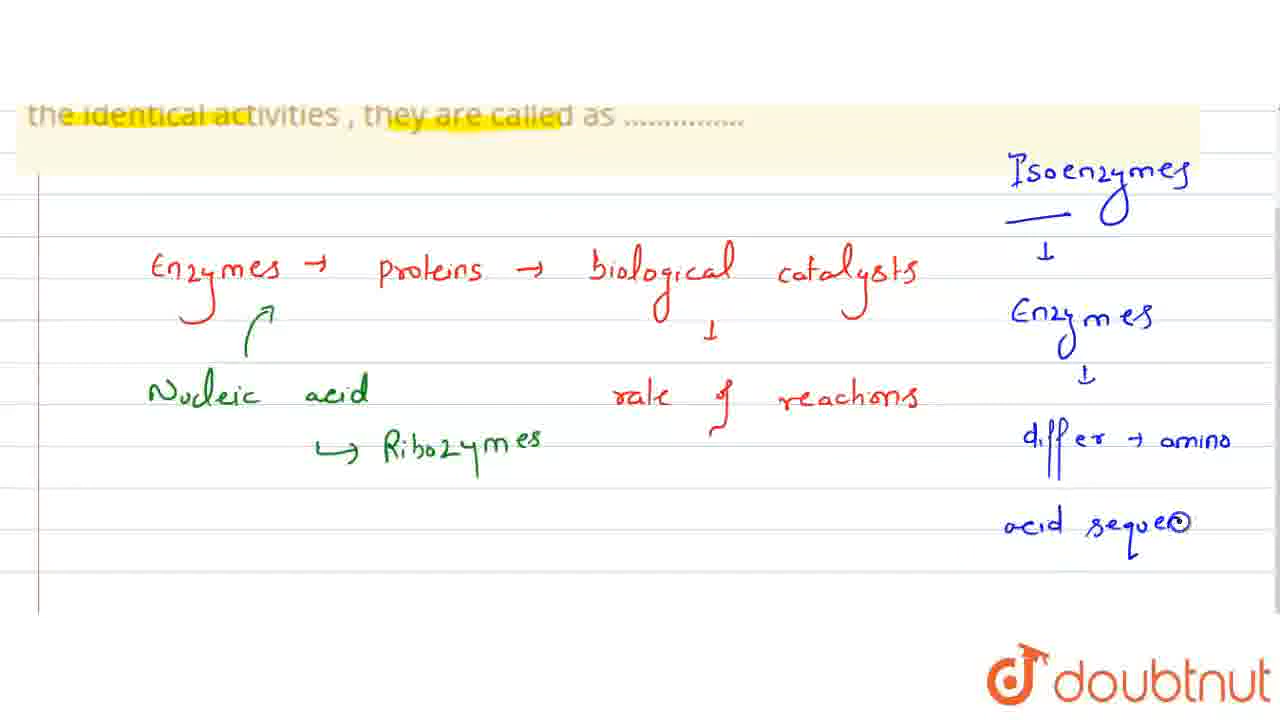 the identical activities , they are called as ...............
Isoenzymes
↓
Enzymes → proteins → biological catalysts
↓
Enzymes
↓
Nucleic acid
rate of reactions
↳ Ribozymes
differ → amino
acid sequen
doubtnut